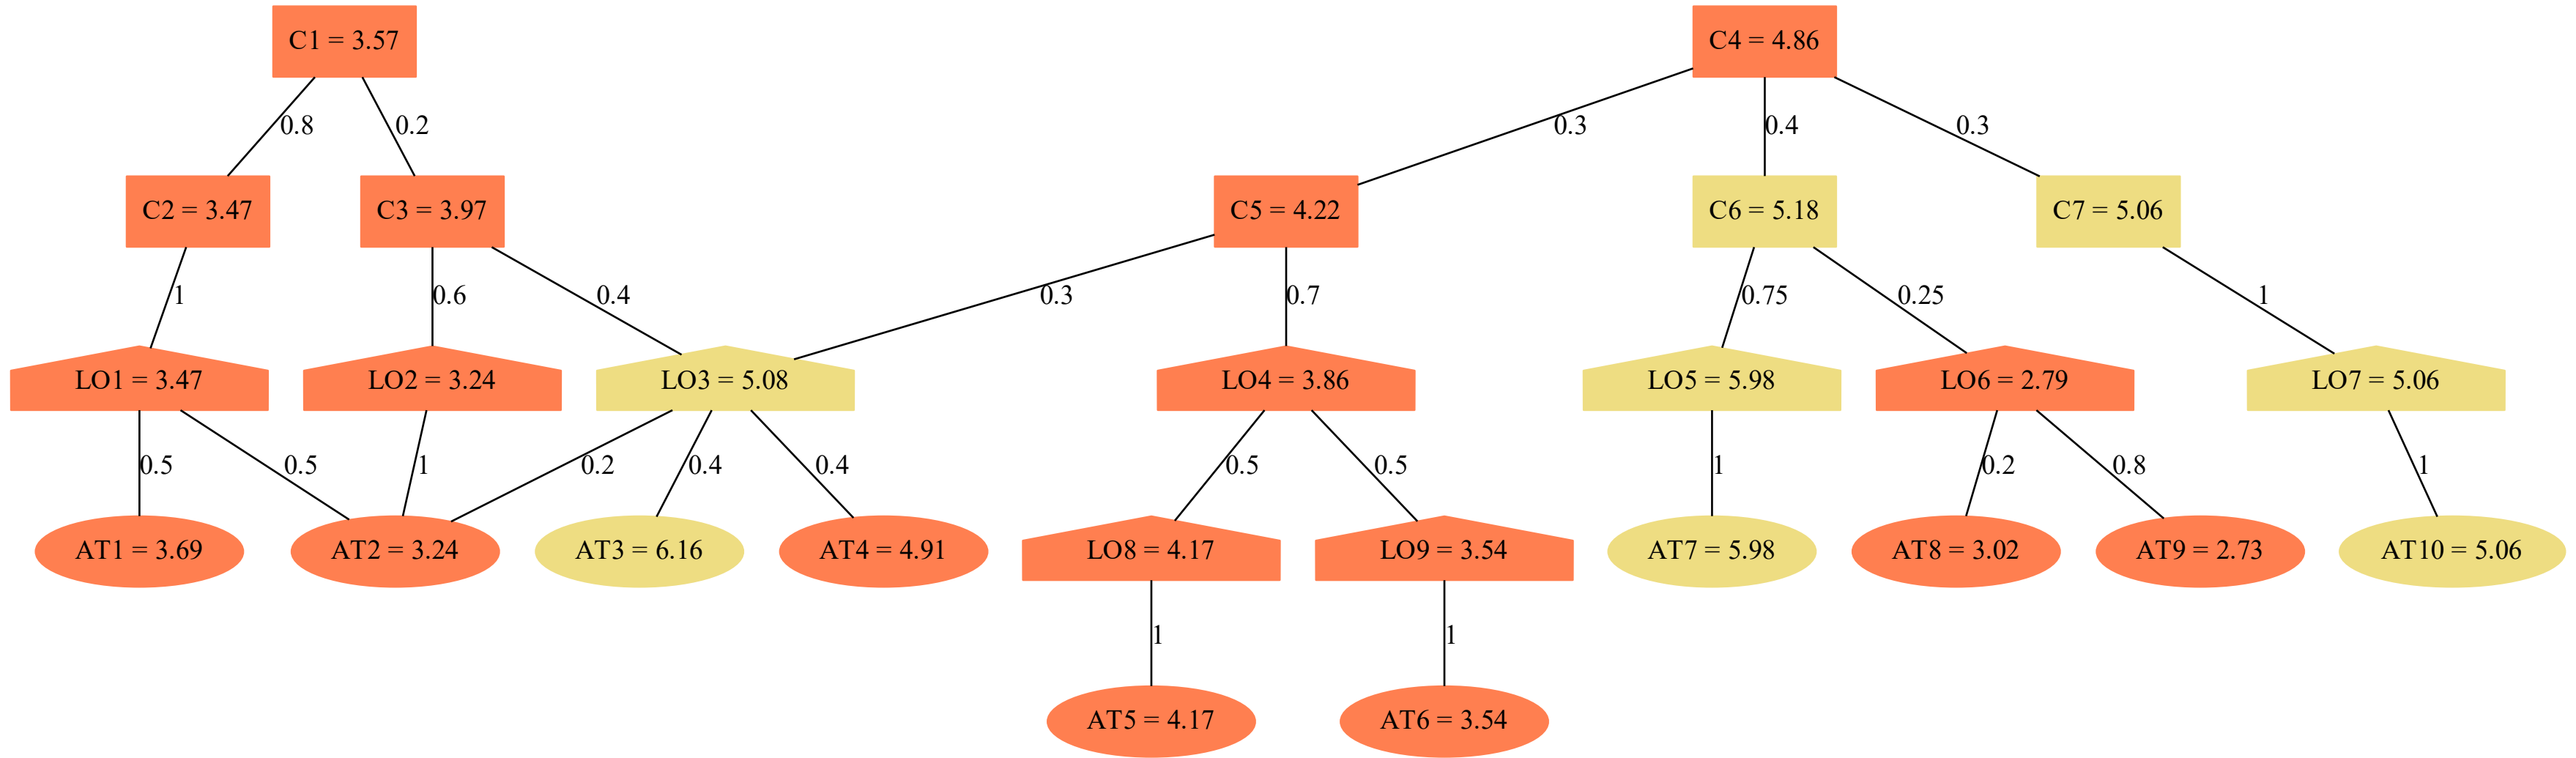 C1 = 3.57
C4 = 4.86
0.8
0.2
0.3
0.4
0.3
C2 = 3.47
C3 = 3.97
C5 = 4.22
C6 = 5.18
C7 = 5.06
1
0.6
0.4
0.3
0.7
0.75
0.25
1
LO1 = 3.47
LO2 = 3.24
LO3 = 5.08
LO4 = 3.86
LO5 = 5.98
LO6 = 2.79
LO7 = 5.06
0.5
0.5
1
0.2
0.4
0.4
0.5
0.5
1
0.2
0.8
1
AT1 = 3.69
AT2 = 3.24
AT3 = 6.16
AT4 = 4.91
LO8 = 4.17
LO9 = 3.54
AT7 = 5.98
AT8 = 3.02
AT9 = 2.73
AT10 = 5.06
1
1
AT5 = 4.17
AT6 = 3.54